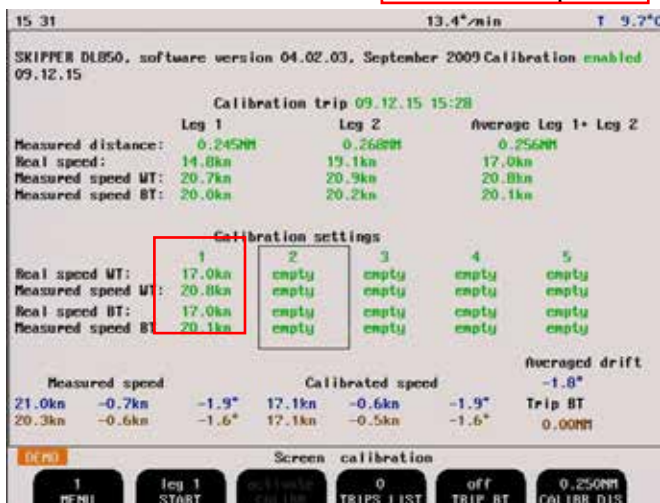 15 31 13.4°/min T 9.7°C
SKIPPER DL850, software version 04.02.03, September 2009 Calibration enabled
09.12.15
Calibration trip 09.12.15 15:28
Leg 1 Leg 2 Average Leg 1+ Leg 2
Measured distance: 0.245NM 0.268NM 0.256NM
Real speed: 14.8kn 19.1kn 17.0kn
Measured speed WT: 20.7kn 20.9kn 20.8kn
Measured speed BT: 20.0kn 20.2kn 20.1kn
Calibration settings
1 2 3 4 5
Real speed WT: 17.0kn empty empty empty empty
Measured speed WT: 20.8kn empty empty empty empty
Real speed BT: 17.0kn empty empty empty empty
Measured speed BT 20.1kn empty empty empty empty
Averaged drift
Measured speed Calibrated speed -1.8°
21.0kn -0.7kn -1.9° 17.1kn -0.6kn -1.9° Trip BT
20.3kn -0.6kn -1.6° 17.1kn -0.5kn -1.6° 0.00NM
DEMO Screen calibration
1 leg 1 activate 0 off 0.250NM
MENU START CALIBR TRIPS LIST TRIP BT CALIBR DIS